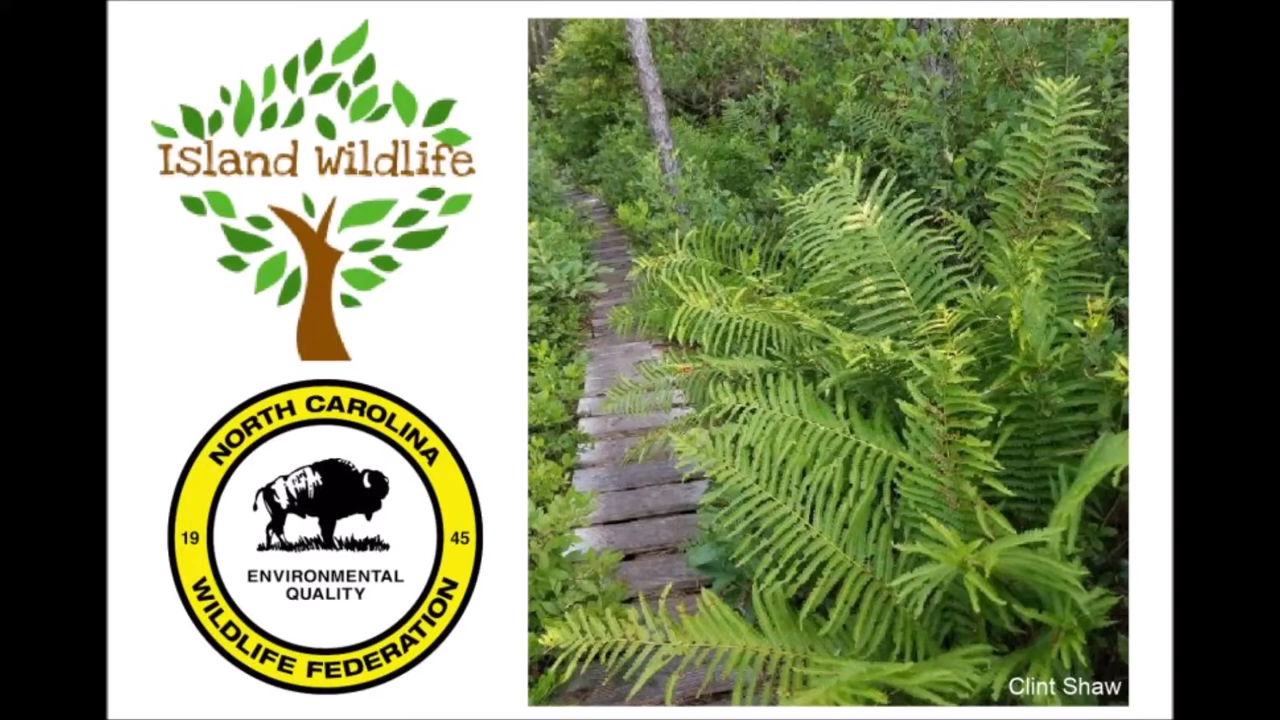 Island Wildlife
NORTH CAROLINA
19 45
ENVIRONMENTAL
QUALITY
WILDLIFE FEDERATION
Clint Shaw